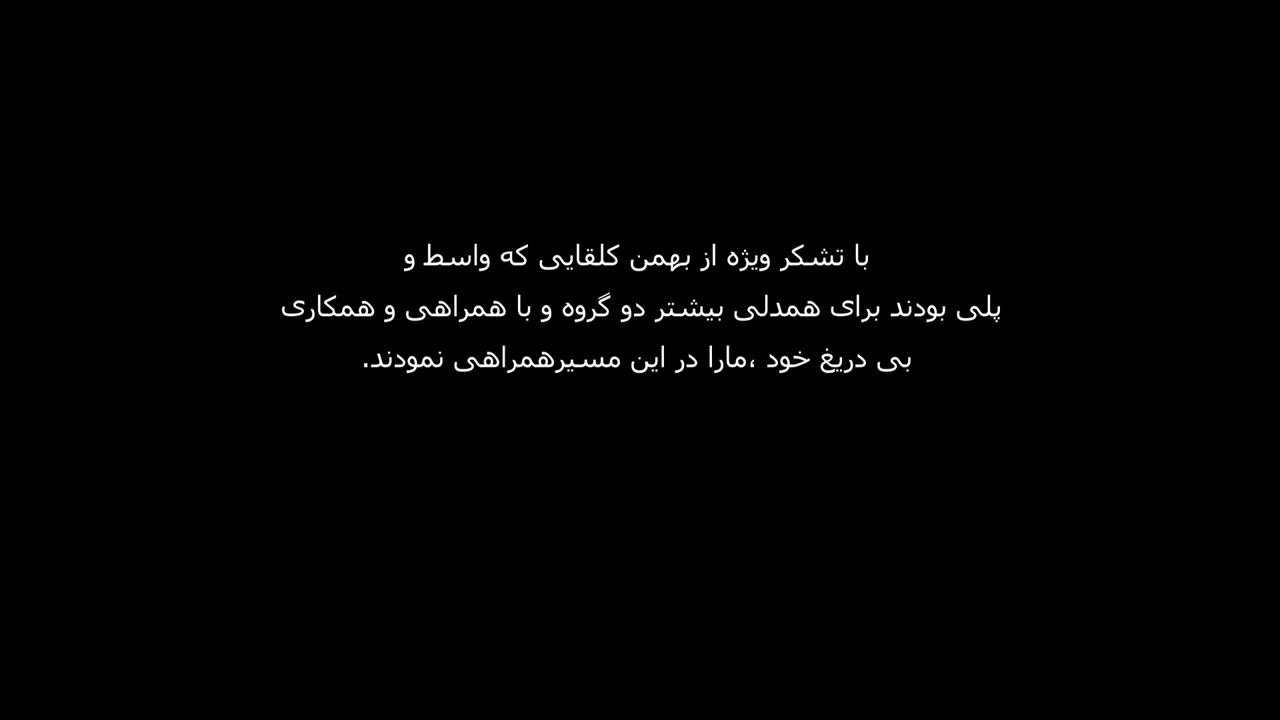 با تشکر ویژه از بهمن کلقایی که واسط و
پلی بودند برای همدلی بیشتر دو گروه و با همراهی و همکاری
بی دریغ خود ،مارا در این مسیرهمراهی نمودند.